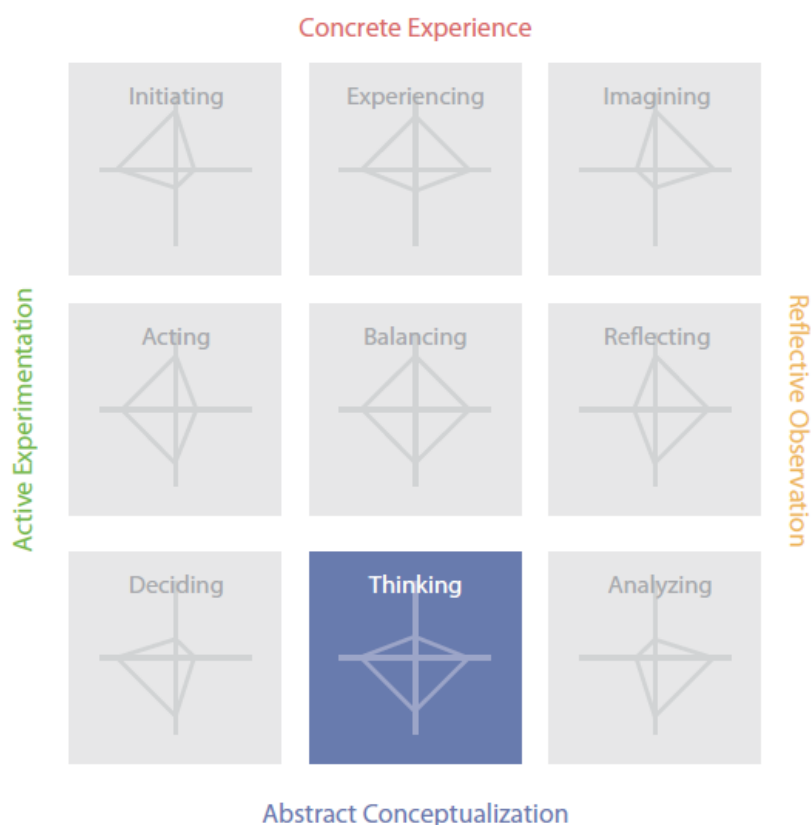 Concrete Experience
Initiating
Experiencing
Imagining
Active Experimentation
Acting
Balancing
Reflecting
Reflective Observation
Deciding
Thinking
Analyzing
Abstract Conceptualization